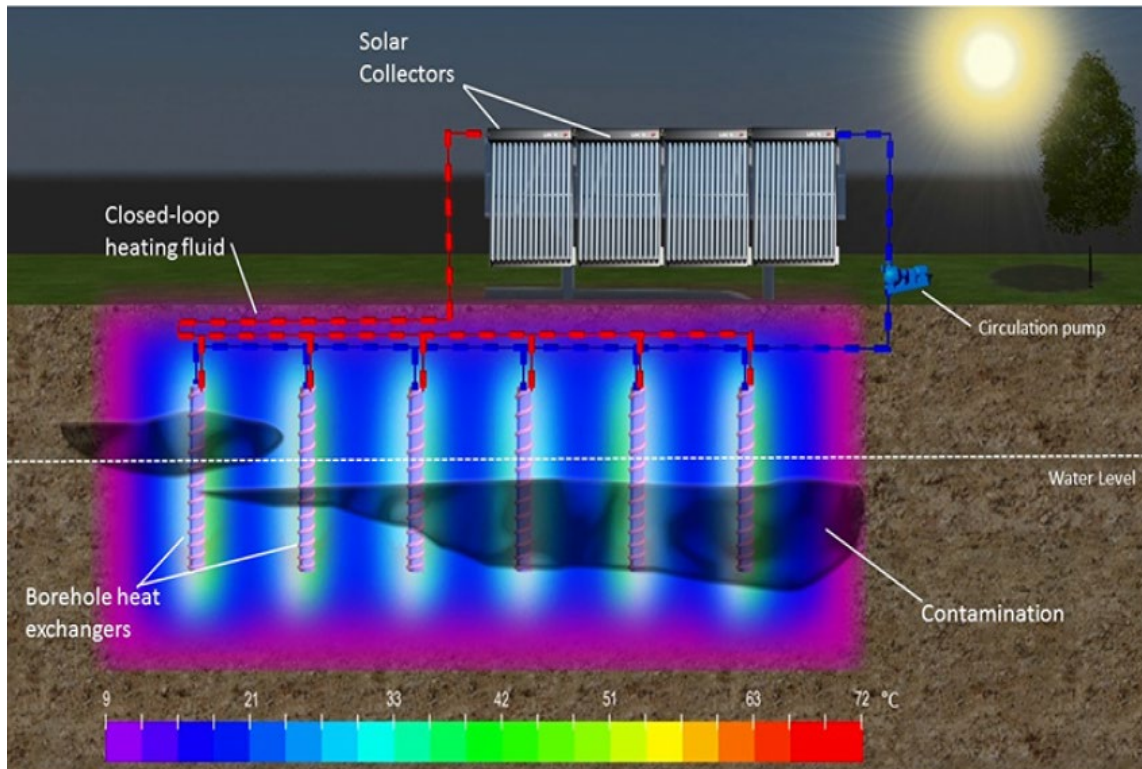 Solar
Collectors
Closed-loop
heating fluid
Circulation pump
Water Level
Borehole heat
exchangers
Contamination
9 21 33 42 51 63 72 °C